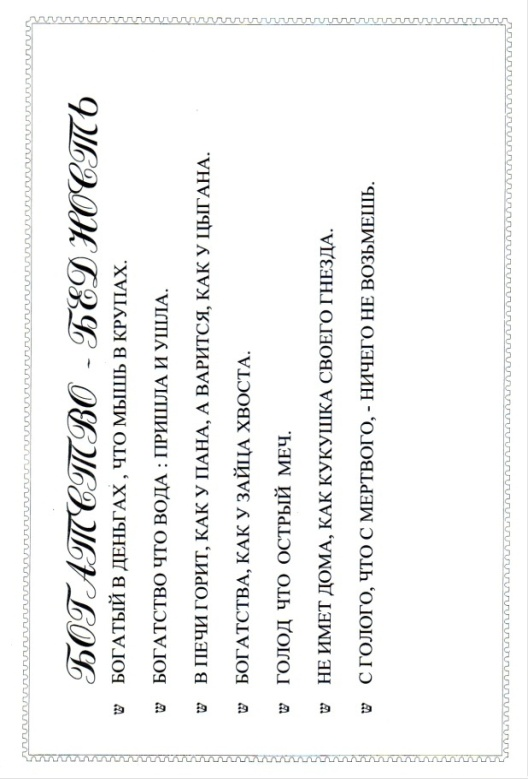 БОГАТСТВО - БЕДНОСТЬ
БОГАТЫЙ В ДЕНЬГАХ , ЧТО МЫШЬ В КРУПАХ.
БОГАТСТВО ЧТО ВОДА : ПРИШЛА И УШЛА.
В ПЕЧИ ГОРИТ, КАК У ПАНА, А ВАРИТСЯ, КАК У ЦЫГАНА.
БОГАТСТВА, КАК У ЗАЙЦА ХВОСТА.
ГОЛОД ЧТО ОСТРЫЙ МЕЧ.
НЕ ИМЕТ ДОМА, КАК КУКУШКА СВОЕГО ГНЕЗДА.
С ГОЛОГО, ЧТО С МЕРТВОГО, - НИЧЕГО НЕ ВОЗЬМЕШЬ.